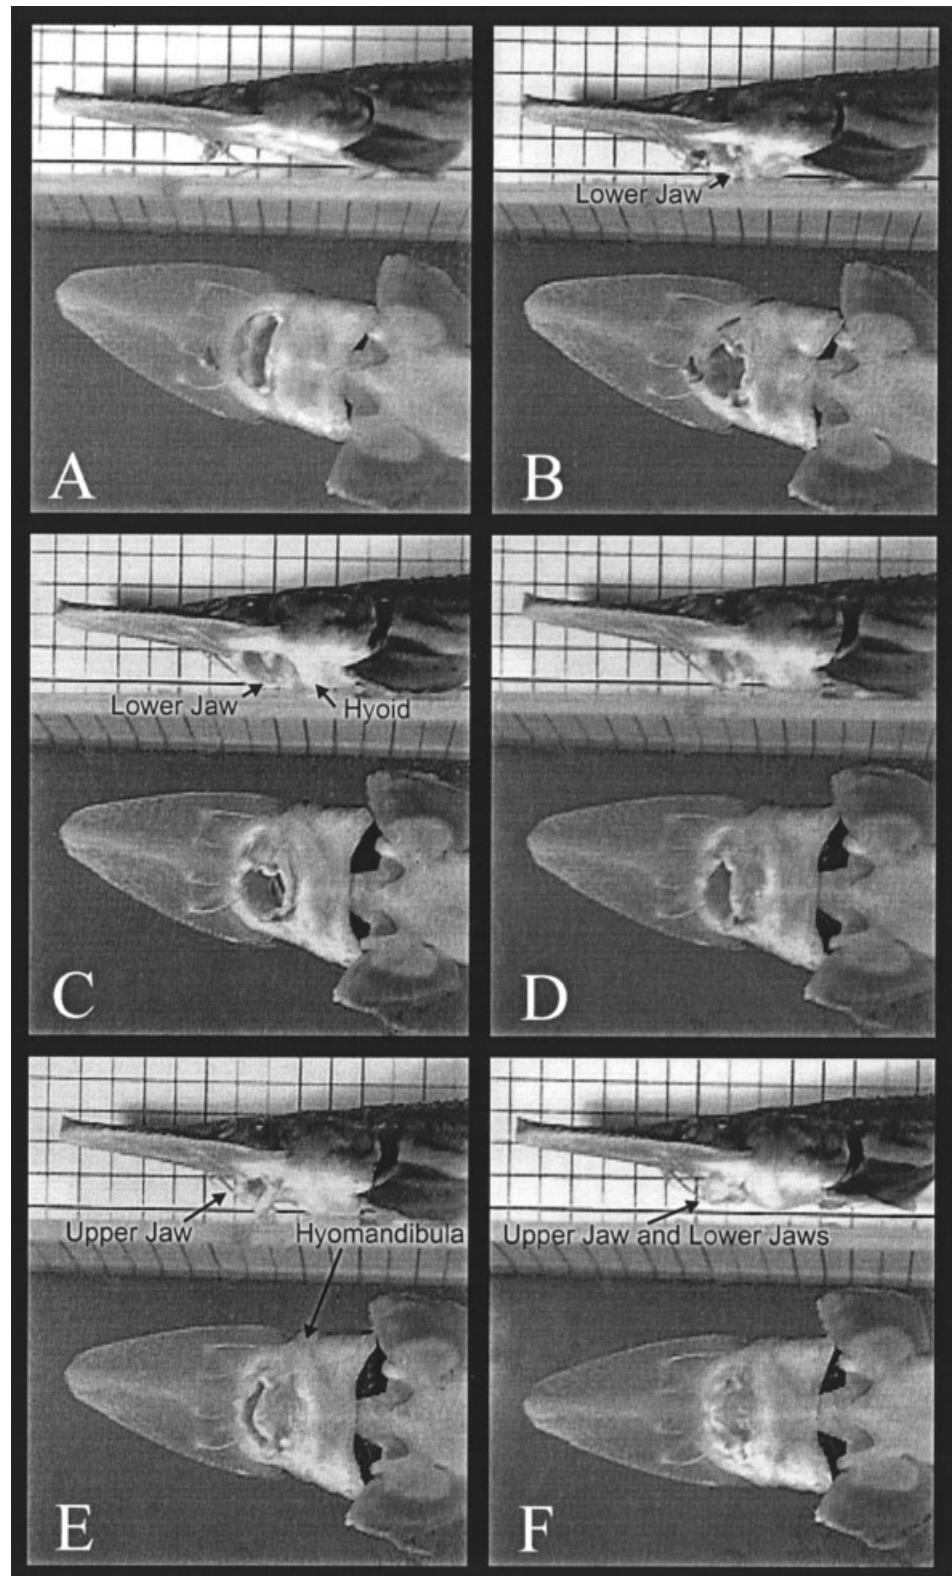 Lower Jaw
A
B
Lower Jaw
Hyoid
C
D
Upper Jaw
Hyomandibula
Upper Jaw and Lower Jaws
E
F